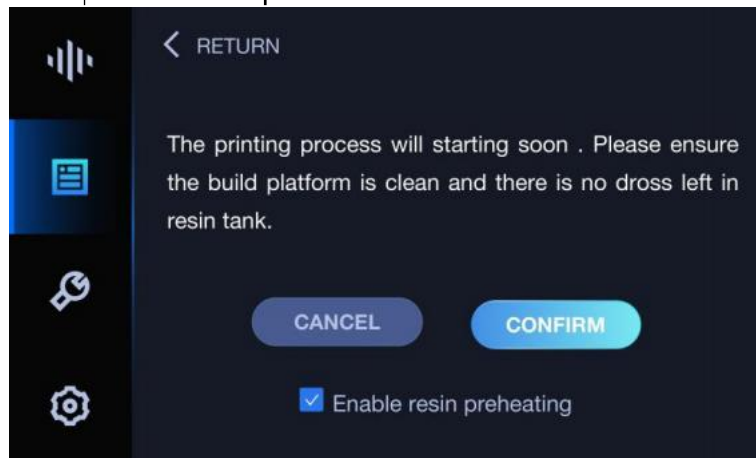 RETURN
The printing process will starting soon . Please ensure
the build platform is clean and there is no dross left in
resin tank.
CANCEL
CONFIRM
Enable resin preheating